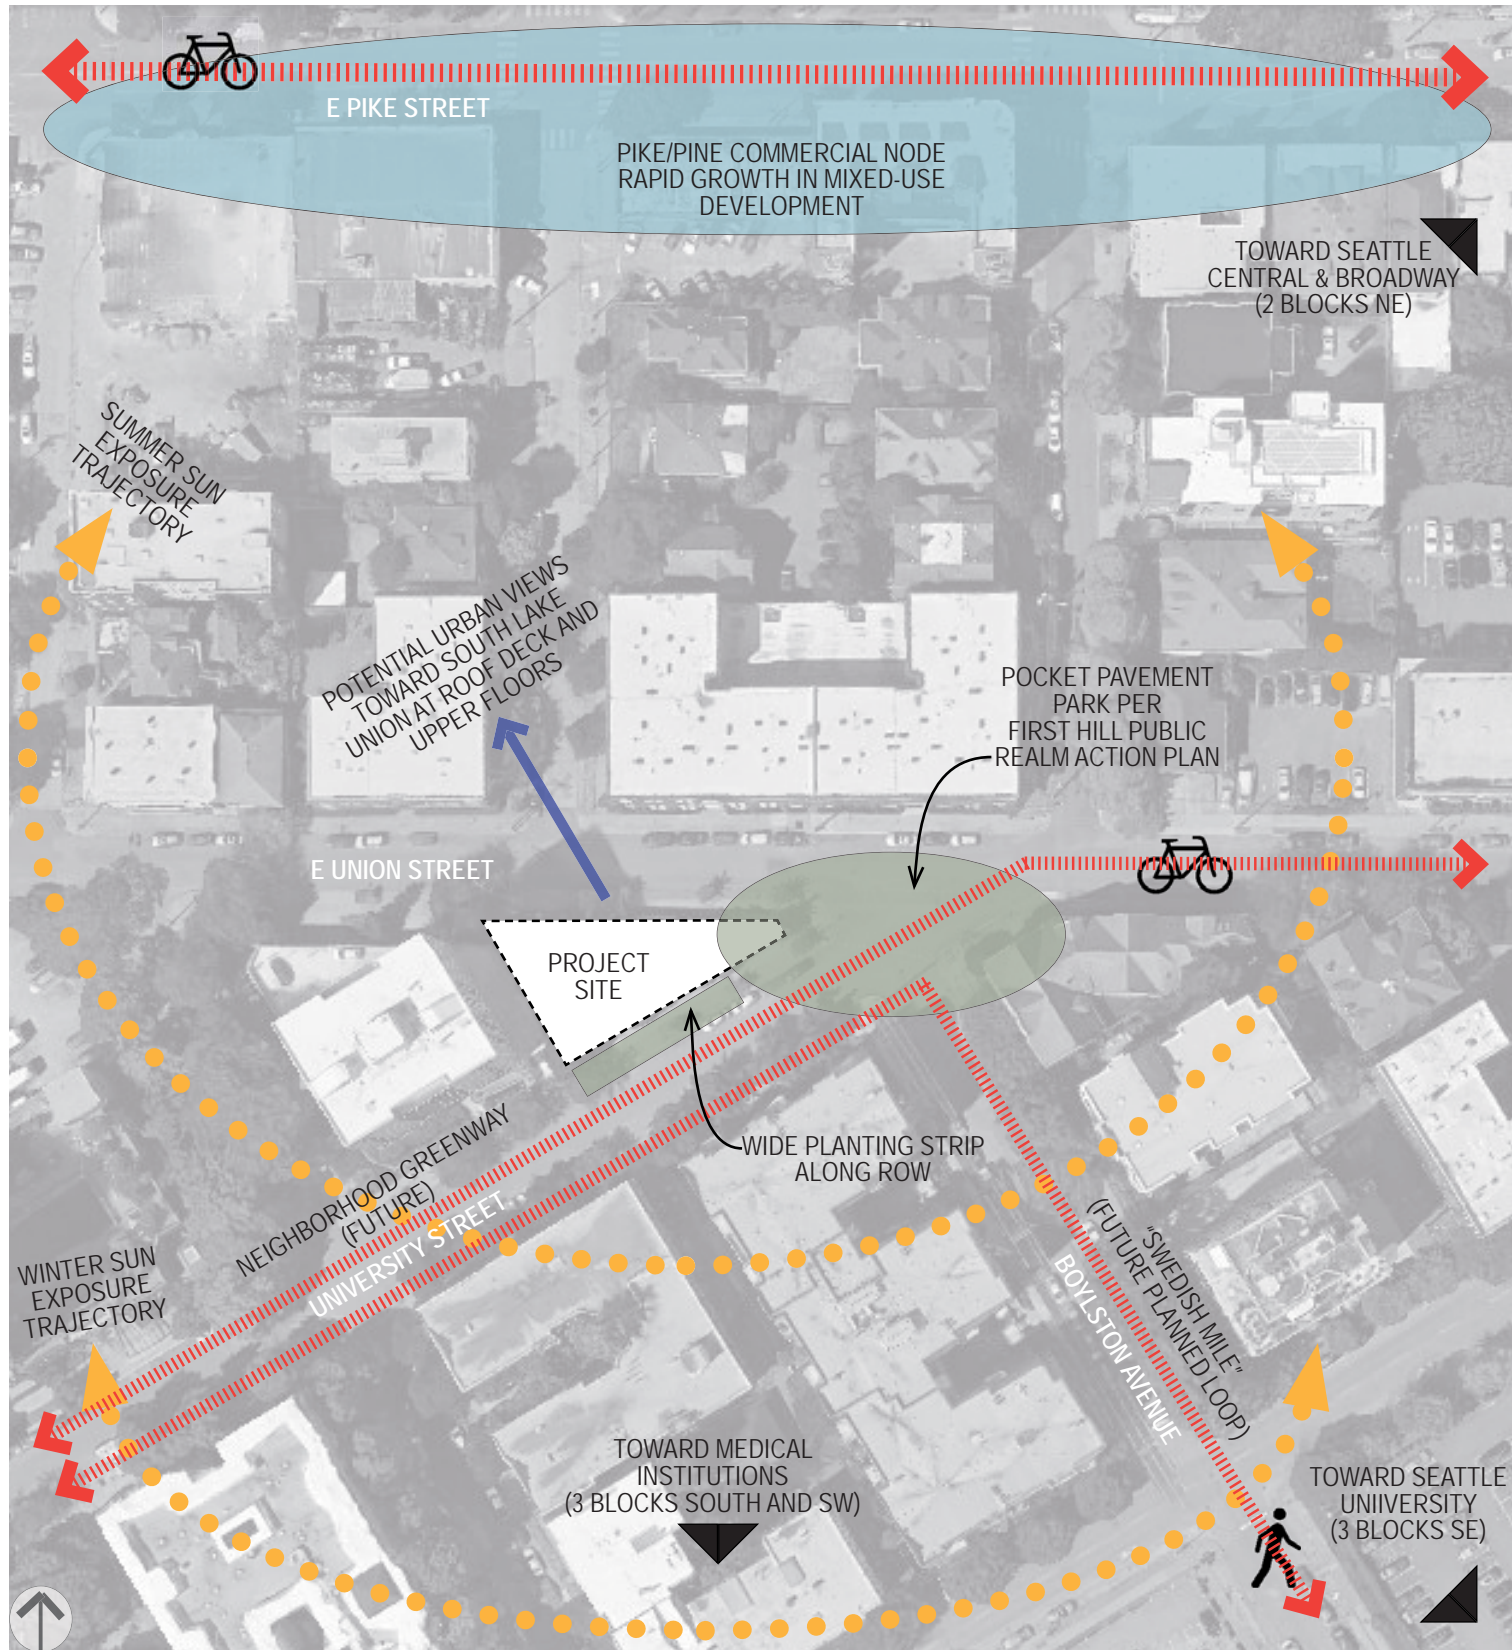 E PIKE STREET
PIKE/PINE COMMERCIAL NODE
RAPID GROWTH IN MIXED-USE
DEVELOPMENT
TOWARD SEATTLE
CENTRAL & BROADWAY
(2 BLOCKS NE)
SUMMER SUN
EXPOSURE
TRAJECTORY
POTENTIAL URBAN VIEWS
TOWARD SOUTH LAKE
UNION AT ROOF DECK AND
UPPER FLOORS
POCKET PAVEMENT
PARK PER
FIRST HILL PUBLIC
REALM ACTION PLAN
E UNION STREET
PROJECT
SITE
WIDE PLANTING STRIP
ALONG ROW
NEIGHBORHOOD GREENWAY
(FUTURE)
UNIVERSITY STREET
WINTER SUN
EXPOSURE
TRAJECTORY
"SWEDISH MILE"
(FUTURE PLANNED LOOP)
BOYLSTON AVENUE
TOWARD MEDICAL
INSTITUTIONS
(3 BLOCKS SOUTH AND SW)
TOWARD SEATTLE
UNIIVERSITY
(3 BLOCKS SE)